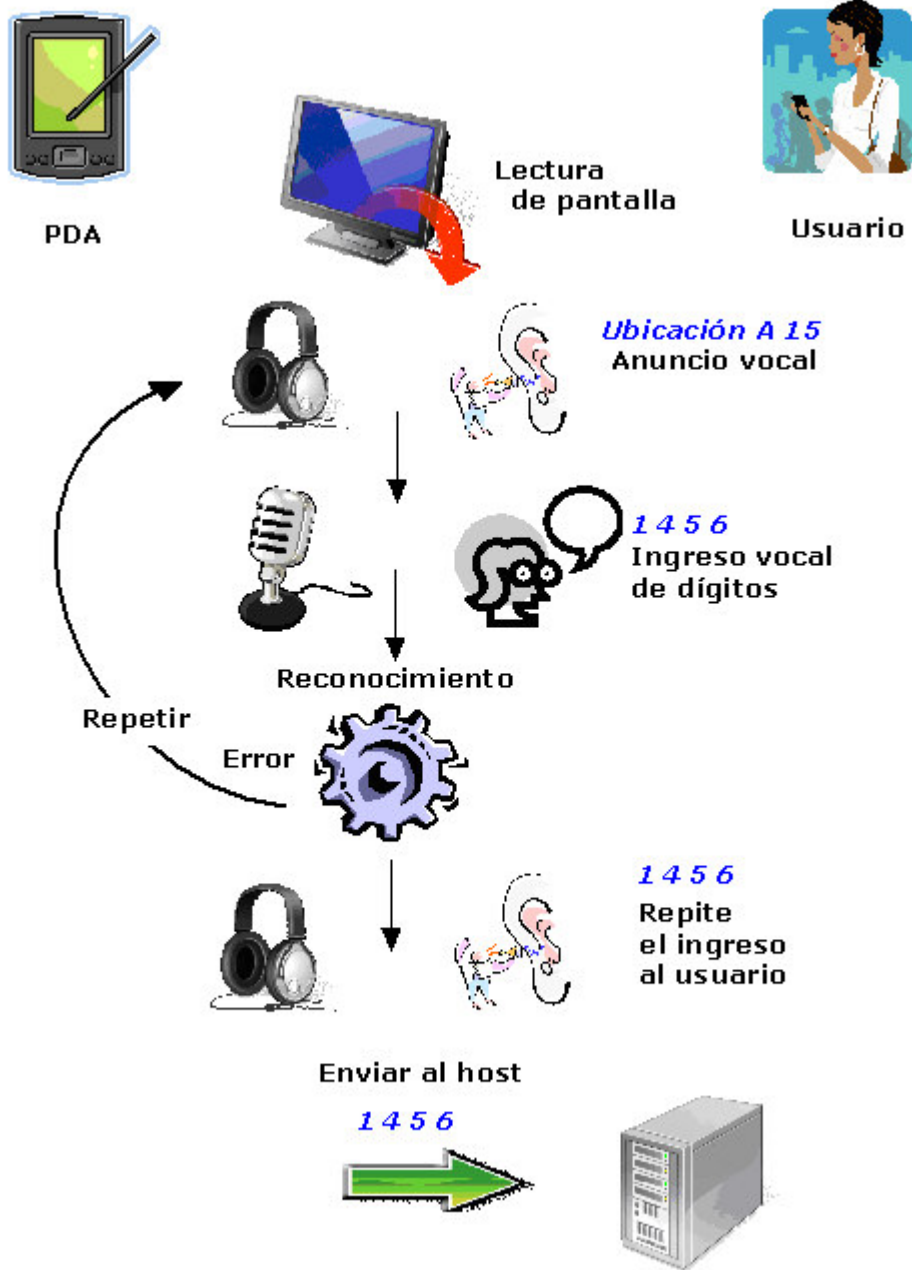 PDA
Lectura
de pantalla
Usuario
Ubicación A 15
Anuncio vocal
1 4 5 6
Ingreso vocal
de dígitos
Reconocimiento
Repetir
Error
1 4 5 6
Repite
el ingreso
al usuario
Enviar al host
1 4 5 6